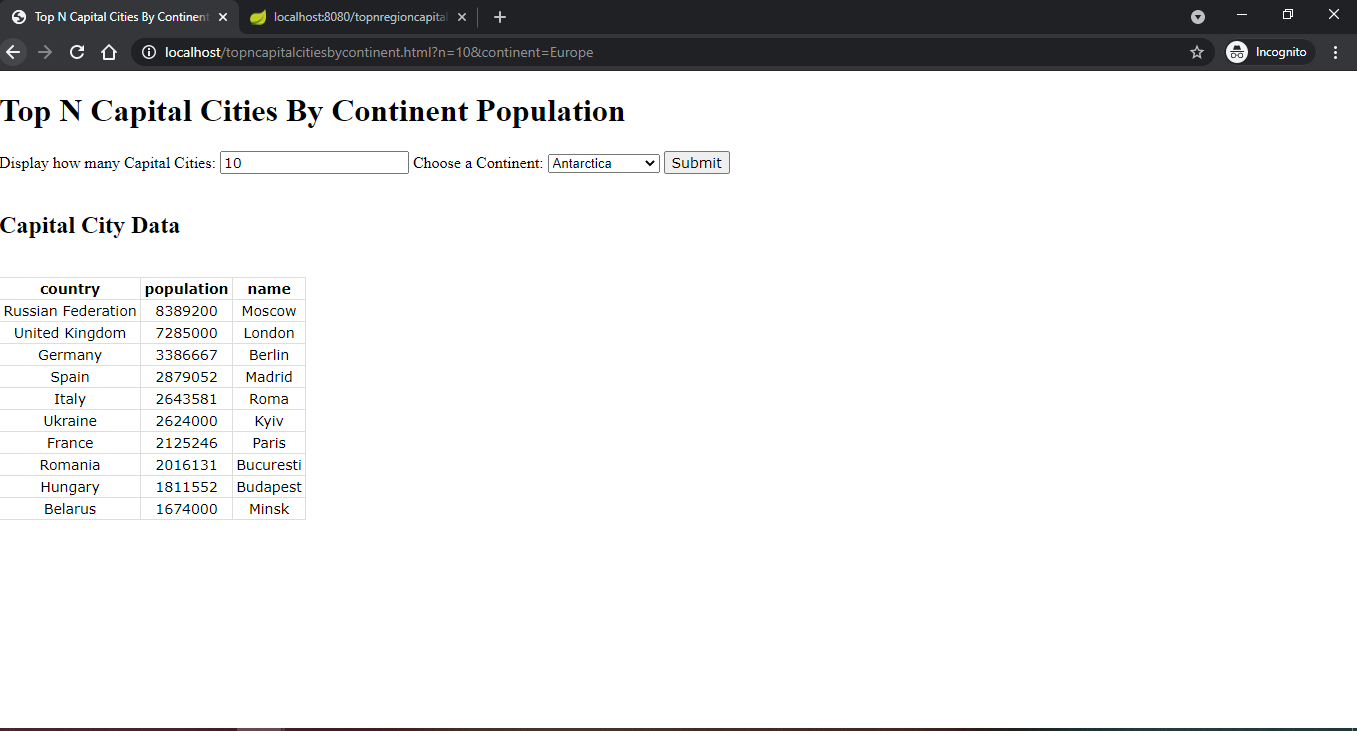 Top N Capital Cities By Continent
localhost:8080/topnregioncapital
localhost/topncapitalcitiesbycontinent.html?n=10&continent=Europe
Incognito
Top N Capital Cities By Continent Population
Display how many Capital Cities: 10 Choose a Continent: Antarctica Submit
Capital City Data
country population name
Russian Federation 8389200 Moscow
United Kingdom 7285000 London
Germany 3386667 Berlin
Spain 2879052 Madrid
Italy 2643581 Roma
Ukraine 2624000 Kyiv
France 2125246 Paris
Romania 2016131 Bucuresti
Hungary 1811552 Budapest
Belarus 1674000 Minsk